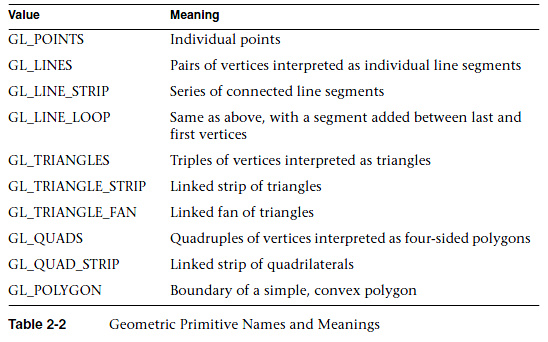 Value Meaning
GL_POINTS Individual points
GL_LINES Pairs of vertices interpreted as individual line segments
GL_LINE_STRIP Series of connected line segments
GL_LINE_LOOP Same as above, with a segment added between last and
first vertices
GL_TRIANGLES Triples of vertices interpreted as triangles
GL_TRIANGLE_STRIP Linked strip of triangles
GL_TRIANGLE_FAN Linked fan of triangles
GL_QUADS Quadruples of vertices interpreted as four-sided polygons
GL_QUAD_STRIP Linked strip of quadrilaterals
GL_POLYGON Boundary of a simple, convex polygon
Table 2-2 Geometric Primitive Names and Meanings